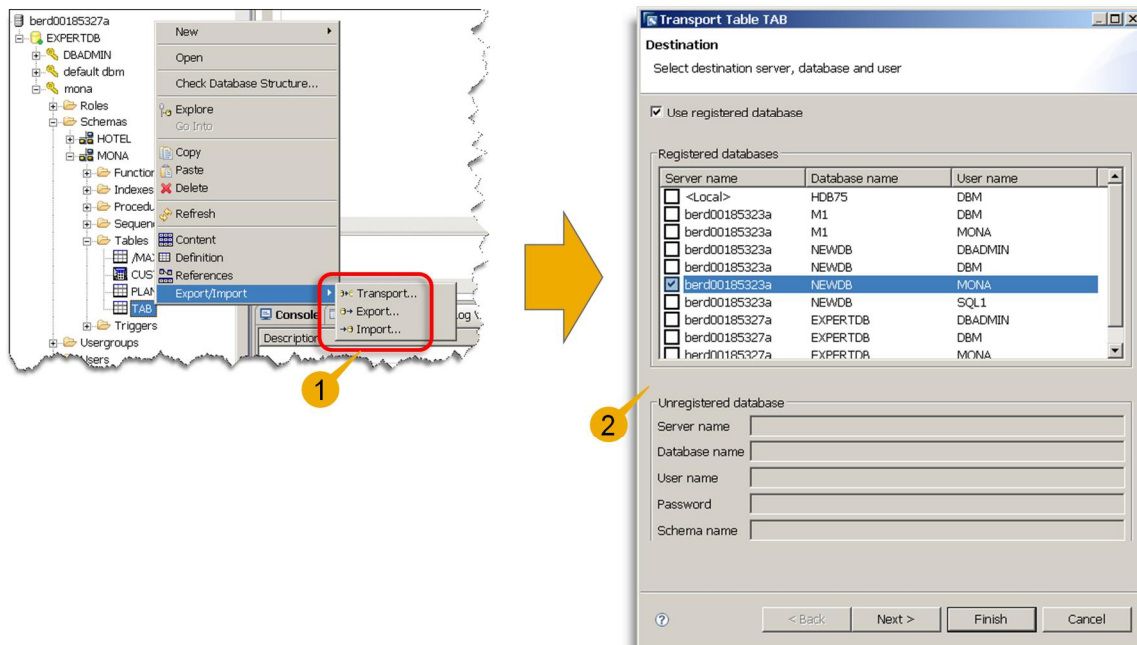 berd00185327a
EXPERTDB
DBADMIN
default dbm
mona
Roles
Schemas
HOTEL
MONA
Function
Indexes
Procedu
Sequen
Tables
/MA
CUS
PLAN
TAB
Triggers
Usergroups
Users
New
Open
Check Database Structure...
Explore
Go Into
Copy
Paste
Delete
Refresh
Content
Definition
References
Export/Import
Transport...
Export...
Import...
Console
Log
Description
1
Transport Table TAB
Destination
Select destination server, database and user
Use registered database
Registered databases
Server name Database name User name
<Local> HDB75 DBM
berd00185323a M1 DBM
berd00185323a M1 MONA
berd00185323a NEWDB DBADMIN
berd00185323a NEWDB DBM
berd00185323a NEWDB MONA
berd00185323a NEWDB SQL1
berd00185327a EXPERTDB DBADMIN
berd00185327a EXPERTDB DBM
berd00185327a EXPERTDB MONA
2
Unregistered database
Server name
Database name
User name
Password
Schema name
?
< Back Next > Finish Cancel